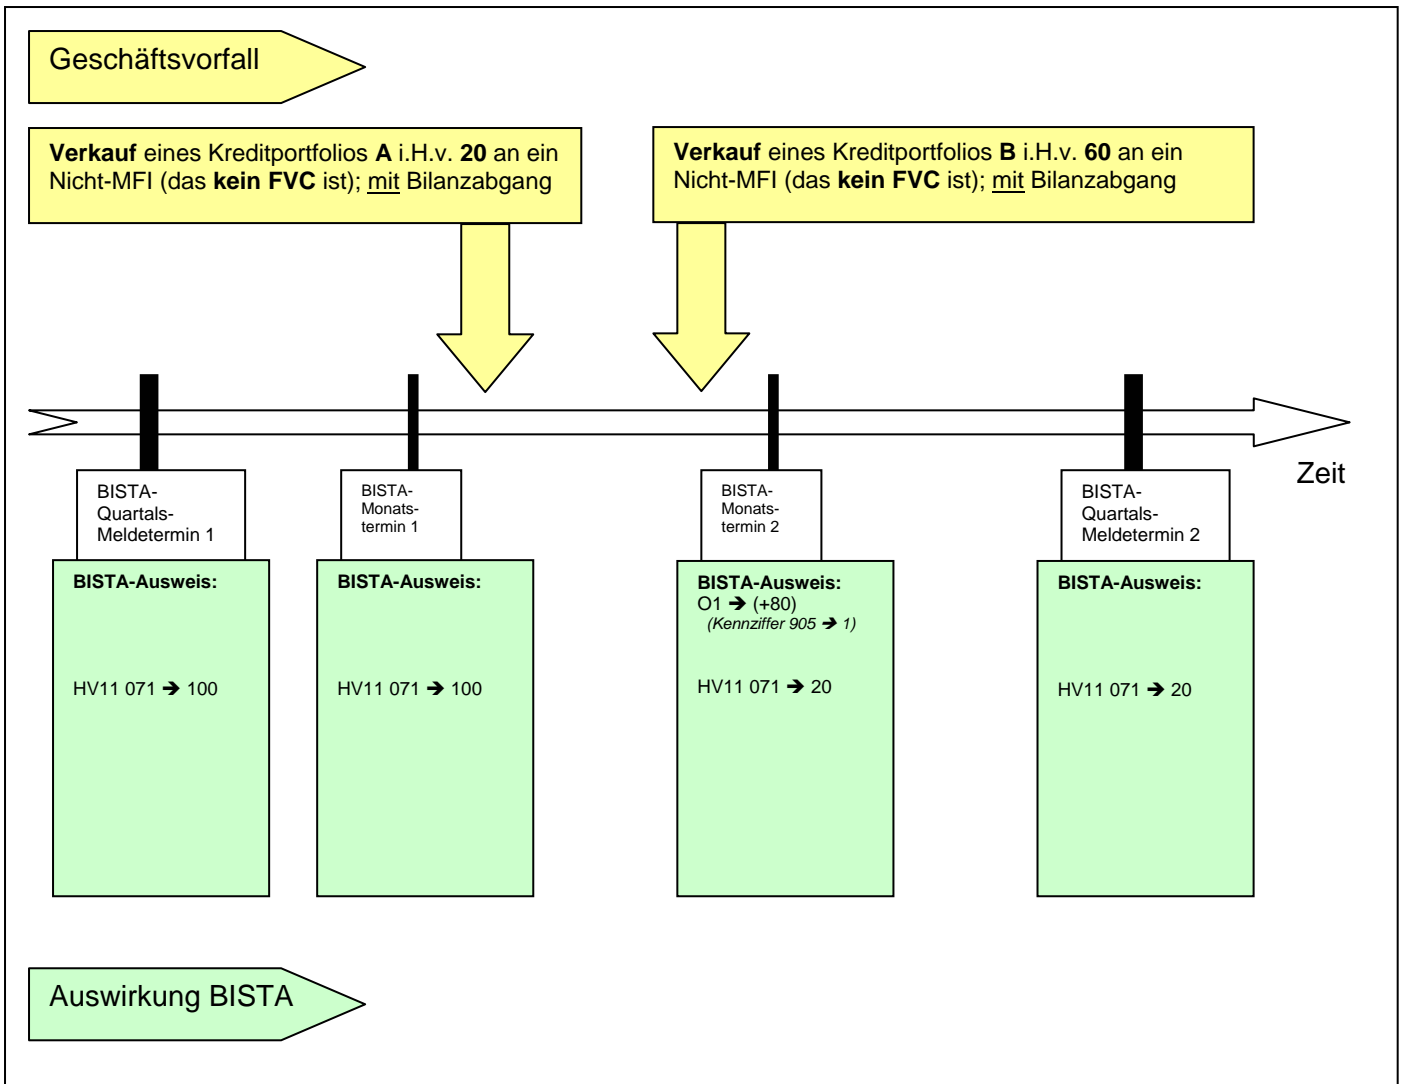 Geschäftsvorfall
Verkauf eines Kreditportfolios A i.H.v. 20 an ein
Nicht-MFI (das kein FVC ist); mit Bilanzabgang
Verkauf eines Kreditportfolios B i.H.v. 60 an ein
Nicht-MFI (das kein FVC ist); mit Bilanzabgang
Zeit
BISTA-
Quartals-
Meldetermin 1
BISTA-
Monats-
termin 1
BISTA-
Monats-
termin 2
BISTA-
Quartals-
Meldetermin 2
BISTA-Ausweis:
HV11 071 ➔ 100
BISTA-Ausweis:
HV11 071 ➔ 100
BISTA-Ausweis:
O1 ➔ (+80)
(Kennziffer 905 ➔ 1)
HV11 071 ➔ 20
BISTA-Ausweis:
HV11 071 ➔ 20
Auswirkung BISTA